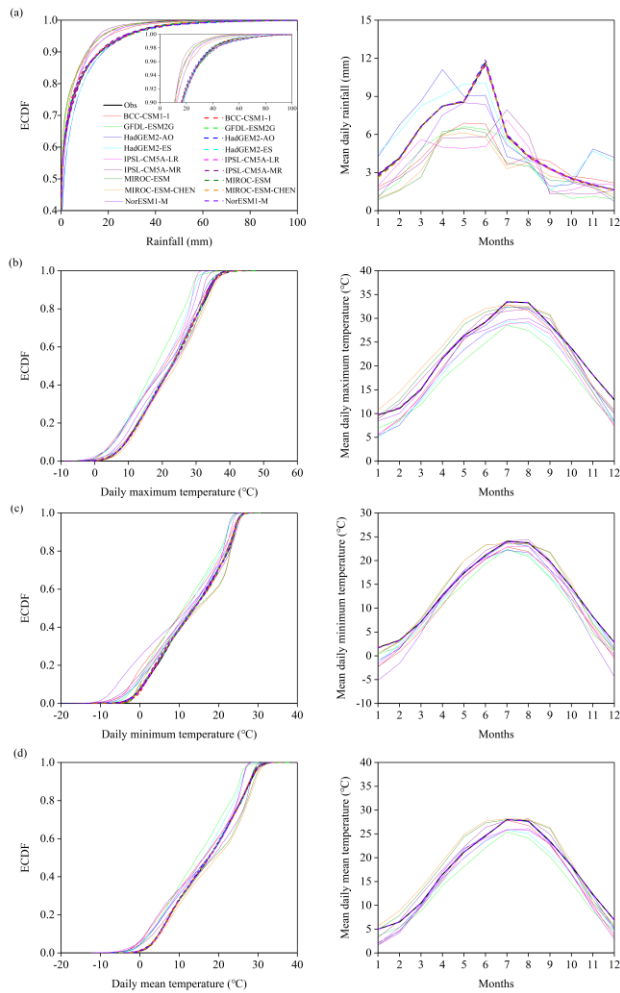 (a)
1.0
0.9
0.8
0.7
0.6
0.5
0.4
ECDF
0 20 40 60 80 100
Rainfall (mm)
1.00
0.98
0.96
0.94
0.92
0.90
0 20 40 60 80 100
Obs
BCC-CSM1-1 BCC-CSM1-1
GFDL-ESM2G GFDL-ESM2G
HadGEM2-AO HadGEM2-AO
HadGEM2-ES HadGEM2-ES
IPSL-CM5A-LR IPSL-CM5A-LR
IPSL-CM5A-MR IPSL-CM5A-MR
MIROC-ESM MIROC-ESM
MIROC-ESM-CHEN MIROC-ESM-CHEN
NorESM1-M NorESM1-M
15
12
9
6
3
0
Mean daily rainfall (mm)
1 2 3 4 5 6 7 8 9 10 11 12
Months
(b)
1.0
0.8
0.6
0.4
0.2
0.0
ECDF
-10 0 10 20 30 40 50 60
Daily maximum temperature (°C)
40
35
30
25
20
15
10
5
0
Mean daily maximum temperature (°C)
1 2 3 4 5 6 7 8 9 10 11 12
Months
(c)
1.0
0.8
0.6
0.4
0.2
0.0
ECDF
-20 -10 0 10 20 30 40
Daily minimum temperature (°C)
30
25
20
15
10
5
0
-5
-10
Mean daily minimum temperature (°C)
1 2 3 4 5 6 7 8 9 10 11 12
Months
(d)
1.0
0.8
0.6
0.4
0.2
0.0
ECDF
-20 -10 0 10 20 30 40
Daily mean temperature (°C)
40
35
30
25
20
15
10
5
0
Mean daily mean temperature (°C)
1 2 3 4 5 6 7 8 9 10 11 12
Months